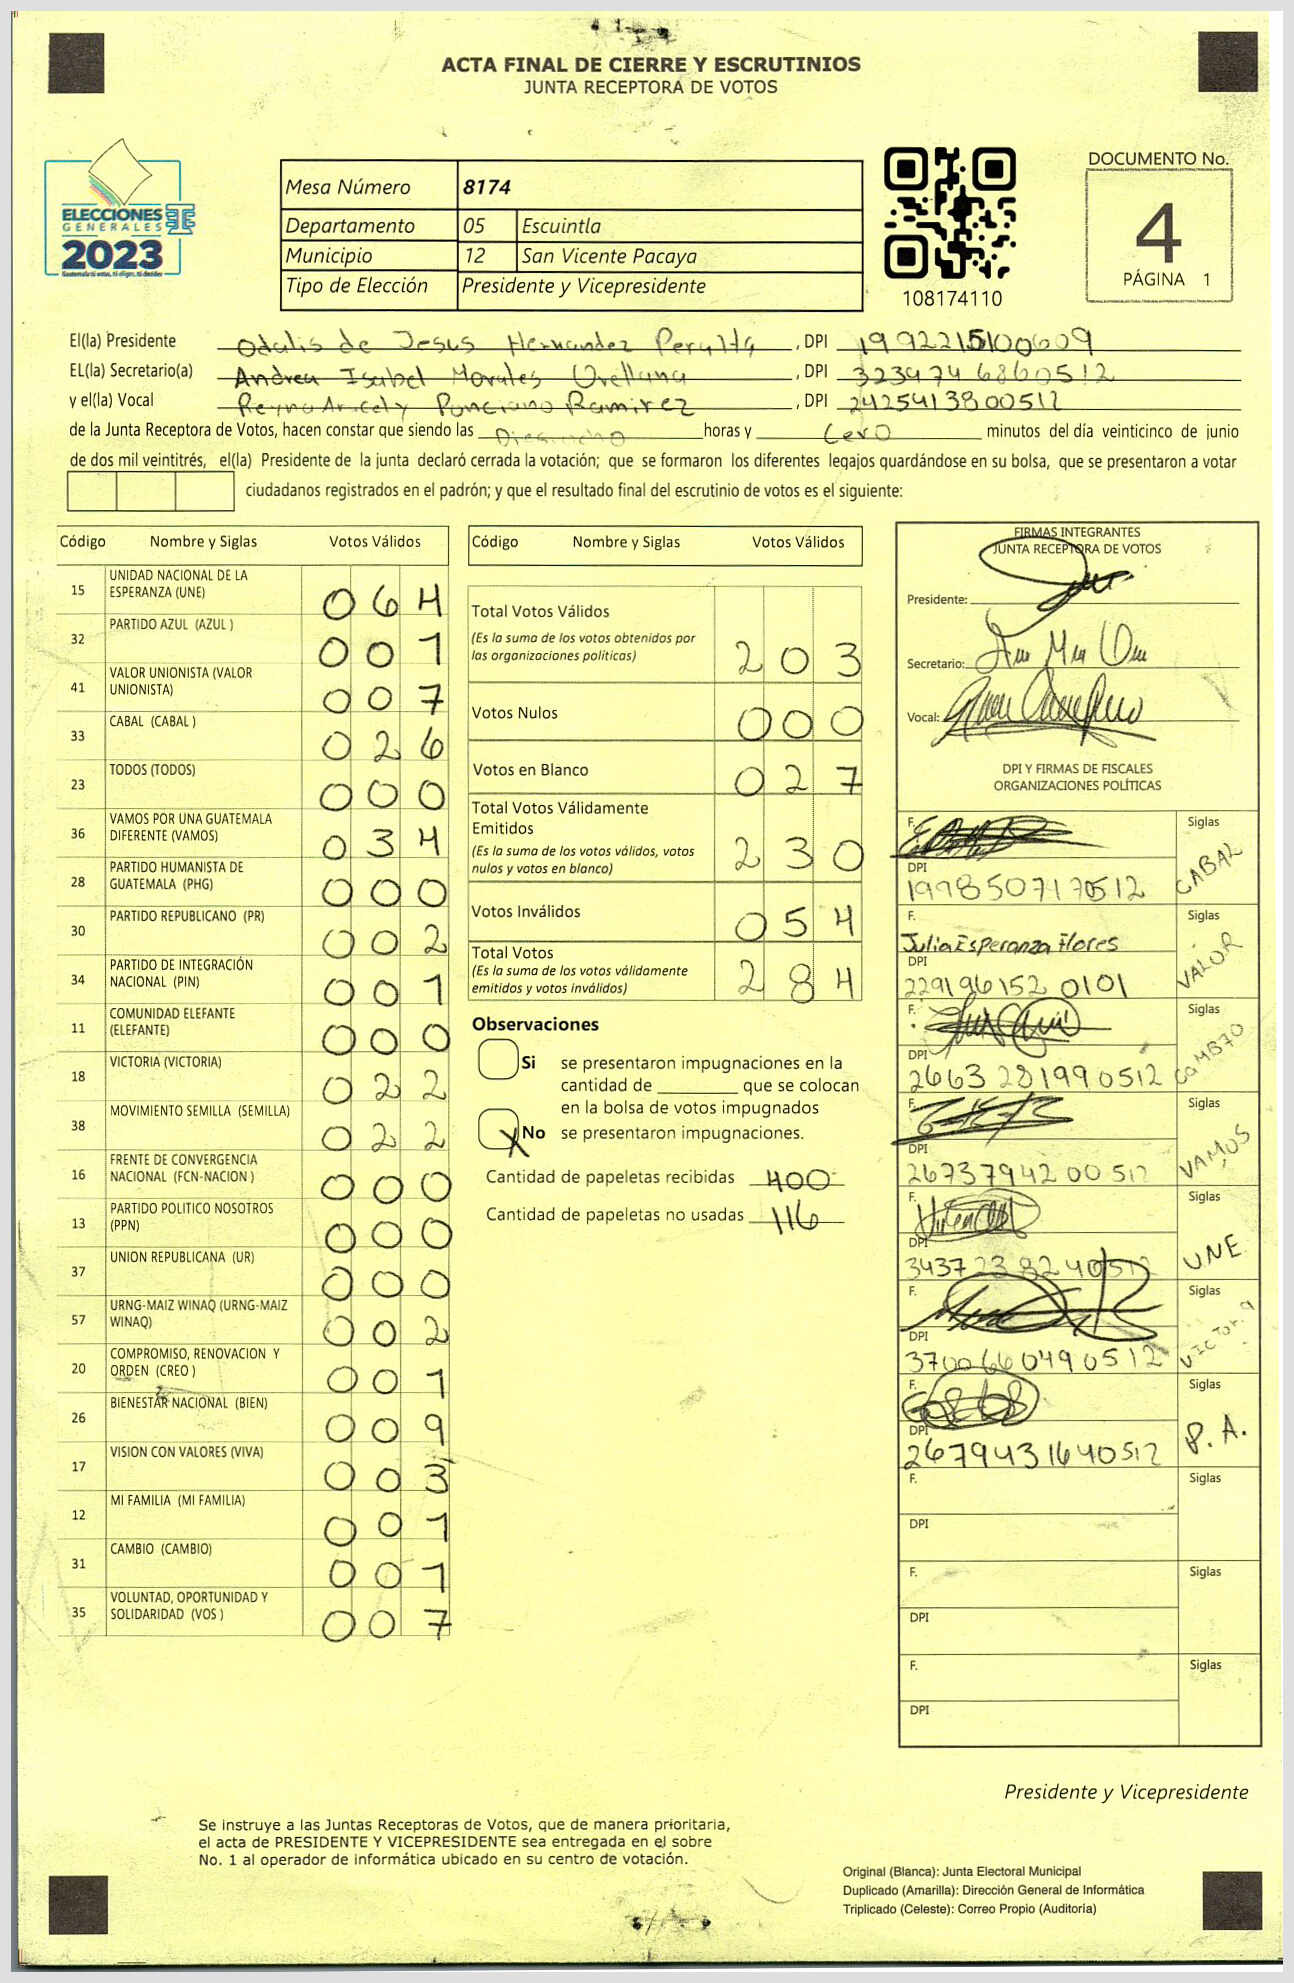 ACTA FINAL DE CIERRE Y ESCRUTINIOS
JUNTA RECEPTORA DE VOTOS
ELECCIONES
GENERALES
2023
Guatemala tú votas, tú eliges, tú decides
Mesa Número 8174
Departamento 05 Escuintla
Municipio 12 San Vicente Pacaya
Tipo de Elección Presidente y Vicepresidente
108174110
DOCUMENTO No.
4
PÁGINA 1
El(la) Presidente Odalis de Jesus Hernandez Peralta, DPI 1992215100609
EL(la) Secretario(a) Andrea Isabel Morales Orellana, DPI 3234746860512
y el(la) Vocal Reyna Aricely Ponciano Ramirez, DPI 2425413800512
de la Junta Receptora de Votos, hacen constar que siendo las Dieciocho horas y Cero minutos del día veinticinco de junio
de dos mil veintitrés, el(la) Presidente de la junta declaró cerrada la votación; que se formaron los diferentes legajos quardándose en su bolsa, que se presentaron a votar
ciudadanos registrados en el padrón; y que el resultado final del escrutinio de votos es el siguiente:
Código Nombre y Siglas Votos Válidos
15 UNIDAD NACIONAL DE LA ESPERANZA (UNE) 064
32 PARTIDO AZUL (AZUL ) 001
41 VALOR UNIONISTA (VALOR UNIONISTA) 007
33 CABAL (CABAL ) 026
23 TODOS (TODOS) 000
36 VAMOS POR UNA GUATEMALA DIFERENTE (VAMOS) 034
28 PARTIDO HUMANISTA DE GUATEMALA (PHG) 000
30 PARTIDO REPUBLICANO (PR) 002
34 PARTIDO DE INTEGRACIÓN NACIONAL (PIN) 001
11 COMUNIDAD ELEFANTE (ELEFANTE) 000
18 VICTORIA (VICTORIA) 022
38 MOVIMIENTO SEMILLA (SEMILLA) 022
16 FRENTE DE CONVERGENCIA NACIONAL (FCN-NACION ) 000
13 PARTIDO POLITICO NOSOTROS (PPN) 000
37 UNION REPUBLICANA (UR) 000
57 URNG-MAIZ WINAQ (URNG-MAIZ WINAQ) 002
20 COMPROMISO, RENOVACION Y ORDEN (CREO ) 001
26 BIENESTAR NACIONAL (BIEN) 009
17 VISION CON VALORES (VIVA) 003
12 MI FAMILIA (MI FAMILIA) 001
31 CAMBIO (CAMBIO) 001
35 VOLUNTAD, OPORTUNIDAD Y SOLIDARIDAD (VOS ) 007
Código Nombre y Siglas Votos Válidos
Total Votos Válidos 203
(Es la suma de los votos obtenidos por
las organizaciones politicas)
Votos Nulos 000
Votos en Blanco 027
Total Votos Válidamente
Emitidos 230
(Es la suma de los votos válidos, votos
nulos y votos en blanco)
Votos Inválidos 054
Total Votos 284
(Es la suma de los votos válidamente
emitidos y votos inválidos)
Observaciones
Si se presentaron impugnaciones en la
cantidad de ________ que se colocan
en la bolsa de votos impugnados
X No se presentaron impugnaciones.
Cantidad de papeletas recibidas 400
Cantidad de papeletas no usadas 116
FIRMAS INTEGRANTES
JUNTA RECEPTORA DE VOTOS
Presidente:
Secretario:
Vocal:
DPI Y FIRMAS DE FISCALES
ORGANIZACIONES POLÍTICAS
F. Siglas CABAL
DPI 1998507170512
F. Julia Esperanza Flores Siglas VALOR
DPI 2291961520101
F. Siglas CAMBIO
DPI 2663281990512
F. Siglas VAMOS
DPI 2673794200512
F. Siglas UNE
DPI 3437238240512
F. Siglas VICTORIA
DPI 3700660490512
F. Siglas P.A.
DPI 2679431640512
F. Siglas
DPI
F. Siglas
DPI
F. Siglas
DPI
Presidente y Vicepresidente
Se instruye a las Juntas Receptoras de Votos, que de manera prioritaria,
el acta de PRESIDENTE Y VICEPRESIDENTE sea entregada en el sobre
No. 1 al operador de informática ubicado en su centro de votación.
Original (Blanca): Junta Electoral Municipal
Duplicado (Amarilla): Dirección General de Informática
Triplicado (Celeste): Correo Propio (Auditoría)